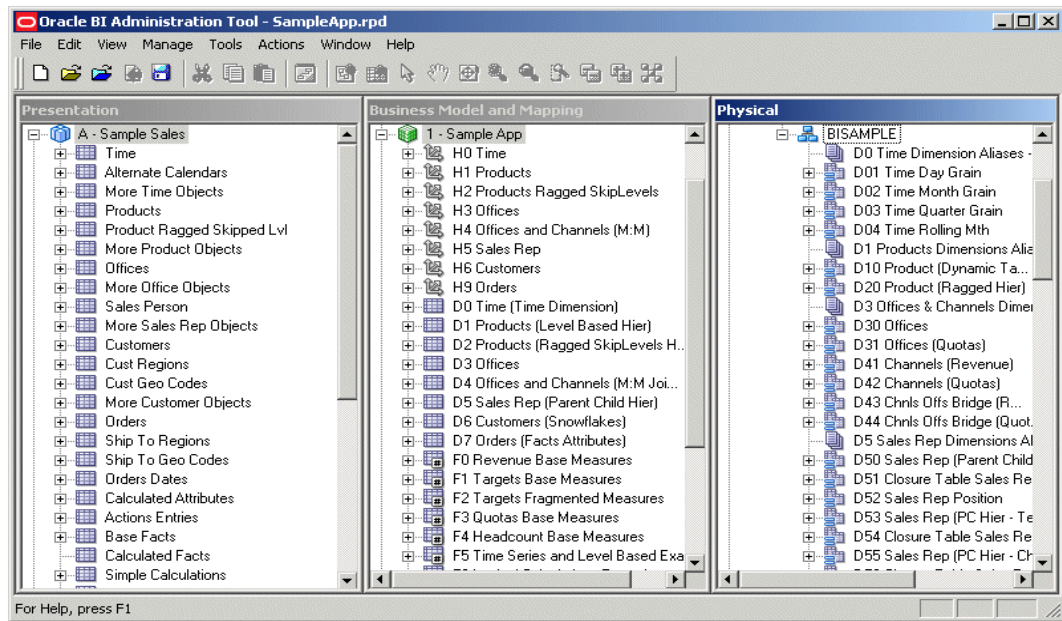 Oracle BI Administration Tool - SampleApp.rpd
File Edit View Manage Tools Actions Window Help
Presentation
A - Sample Sales
Time
Alternate Calendars
More Time Objects
Products
Product Ragged Skipped Lvl
More Product Objects
Offices
More Office Objects
Sales Person
More Sales Rep Objects
Customers
Cust Regions
Cust Geo Codes
More Customer Objects
Orders
Ship To Regions
Ship To Geo Codes
Orders Dates
Calculated Attributes
Actions Entries
Base Facts
Calculated Facts
Simple Calculations
Business Model and Mapping
1 - Sample App
H0 Time
H1 Products
H2 Products Ragged SkipLevels
H3 Offices
H4 Offices and Channels (M:M)
H5 Sales Rep
H6 Customers
H9 Orders
D0 Time (Time Dimension)
D1 Products (Level Based Hier)
D2 Products (Ragged SkipLevels H..
D3 Offices
D4 Offices and Channels (M:M Joi...
D5 Sales Rep (Parent Child Hier)
D6 Customers (Snowflakes)
D7 Orders (Facts Attributes)
F0 Revenue Base Measures
F1 Targets Base Measures
F2 Targets Fragmented Measures
F3 Quotas Base Measures
F4 Headcount Base Measures
F5 Time Series and Level Based Exa
Physical
BISAMPLE
D0 Time Dimension Aliases -
D01 Time Day Grain
D02 Time Month Grain
D03 Time Quarter Grain
D04 Time Rolling Mth
D1 Products Dimensions Alia
D10 Product (Dynamic Ta...
D20 Product (Ragged Hier)
D3 Offices & Channels Dimer
D30 Offices
D31 Offices (Quotas)
D41 Channels (Revenue)
D42 Channels (Quotas)
D43 Chnls Offs Bridge (R...
D44 Chnls Offs Bridge (Quot.
D5 Sales Rep Dimensions Al
D50 Sales Rep (Parent Child
D51 Closure Table Sales Re
D52 Sales Rep Position
D53 Sales Rep (PC Hier - Te
D54 Closure Table Sales Re
D55 Sales Rep (PC Hier - Ch
For Help, press F1